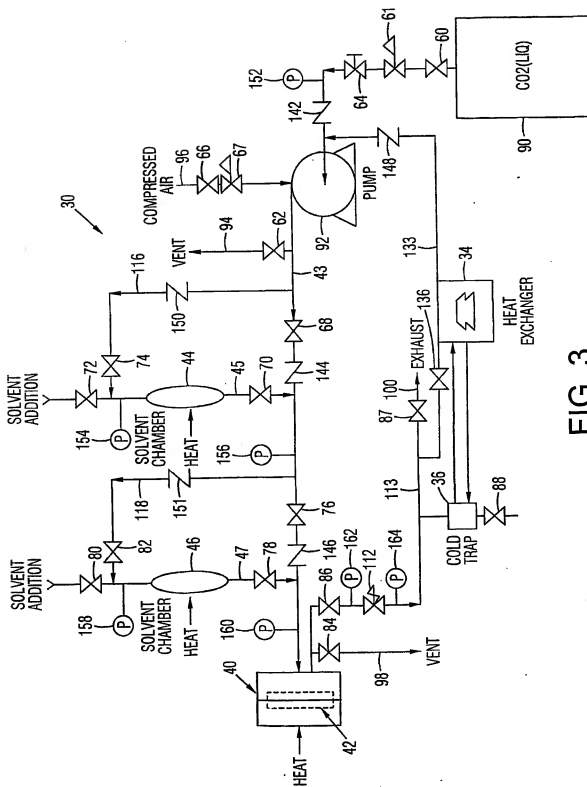 30
COMPRESSED
AIR
96
66
67
VENT
94
62
116
150
43
PUMP
92
142
152
P
64
61
60
CO2(LIQ)
90
148
133
SOLVENT
ADDITION
72
74
154
P
SOLVENT
CHAMBER
44
HEAT
45
70
68
144
156
P
118
151
SOLVENT
ADDITION
80
82
158
P
SOLVENT
CHAMBER
46
HEAT
47
78
76
146
160
P
40
42
HEAT
86
84
98
VENT
162
P
112
164
P
113
87
100
EXHAUST
136
34
HEAT
EXCHANGER
36
COLD
TRAP
88
FIG. 3